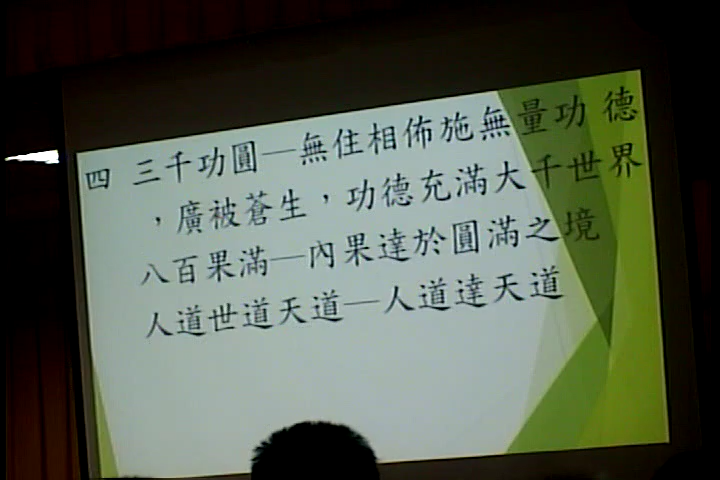 四 三千功圓—無住相佈施無量功德
，廣被蒼生，功德充滿大千世界
八百果滿—內果達於圓滿之境
人道世道天道—人道達天道